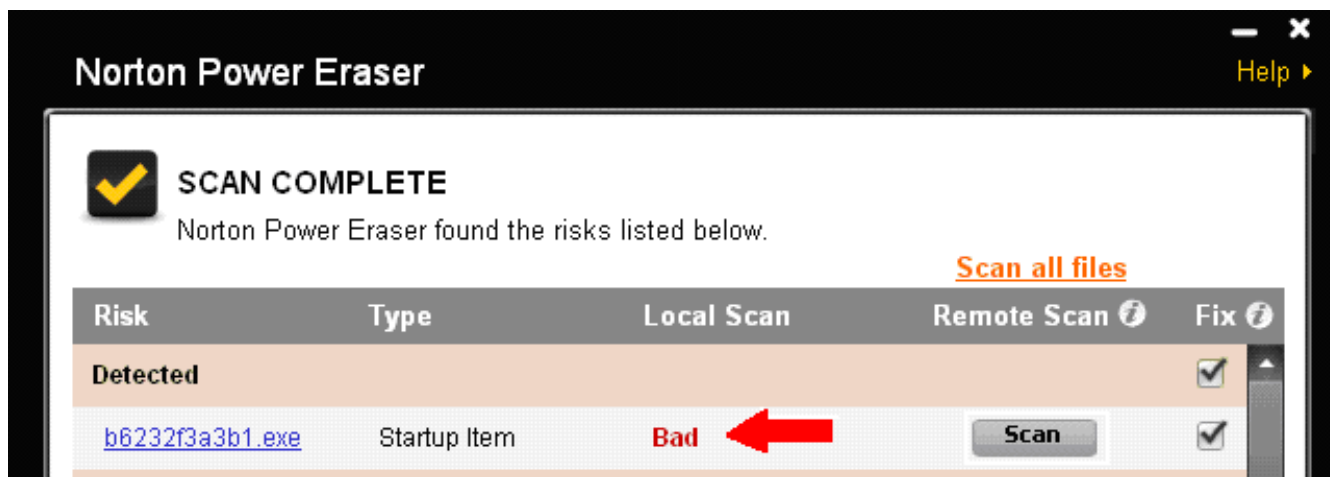 Norton Power Eraser
Help
SCAN COMPLETE
Norton Power Eraser found the risks listed below.
Scan all files
Risk Type Local Scan Remote Scan Fix
Detected
b6232f3a3b1.exe Startup Item Bad Scan